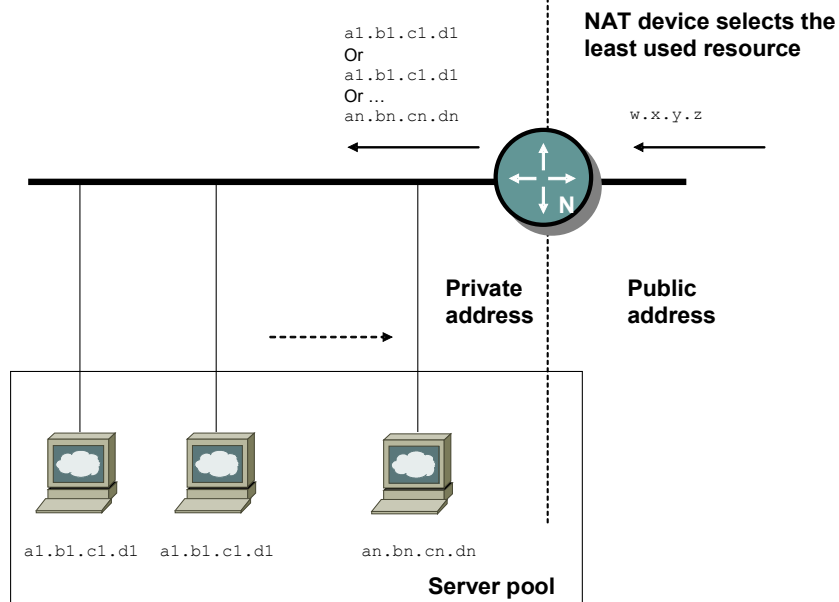 NAT device selects the
least used resource
a1.b1.c1.d1
Or
a1.b1.c1.d1
Or ...
an.bn.cn.dn
w.x.y.z
N
Private
address
Public
address
a1.b1.c1.d1
a1.b1.c1.d1
an.bn.cn.dn
Server pool